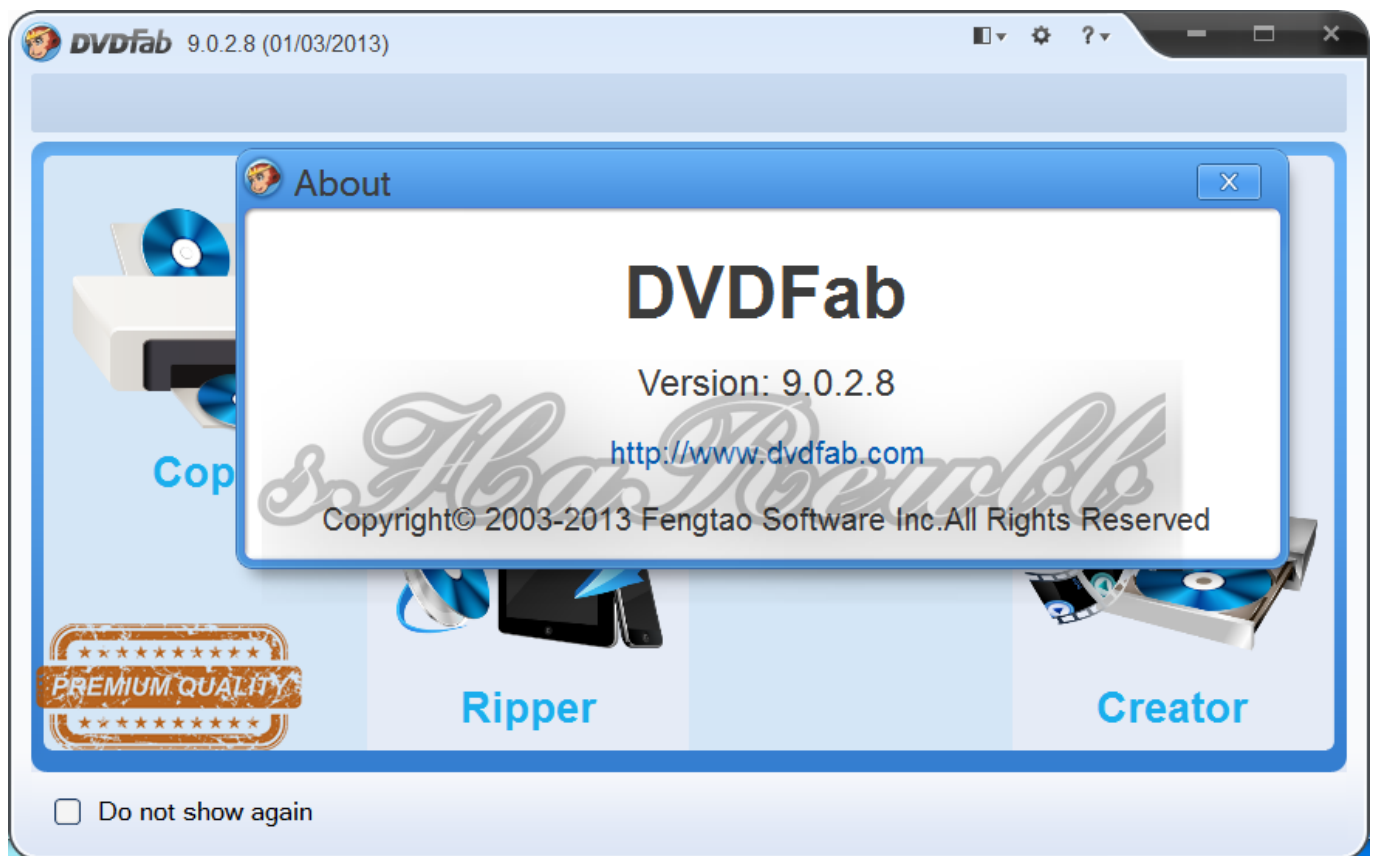 DVDFab 9.0.2.8 (01/03/2013)
?
About
X
DVDFab
Version: 9.0.2.8
http://www.dvdfab.com
sHaRewbb
Copyright© 2003-2013 Fengtao Software Inc.All Rights Reserved
Cop
PREMIUM QUALITY
Ripper
Creator
Do not show again